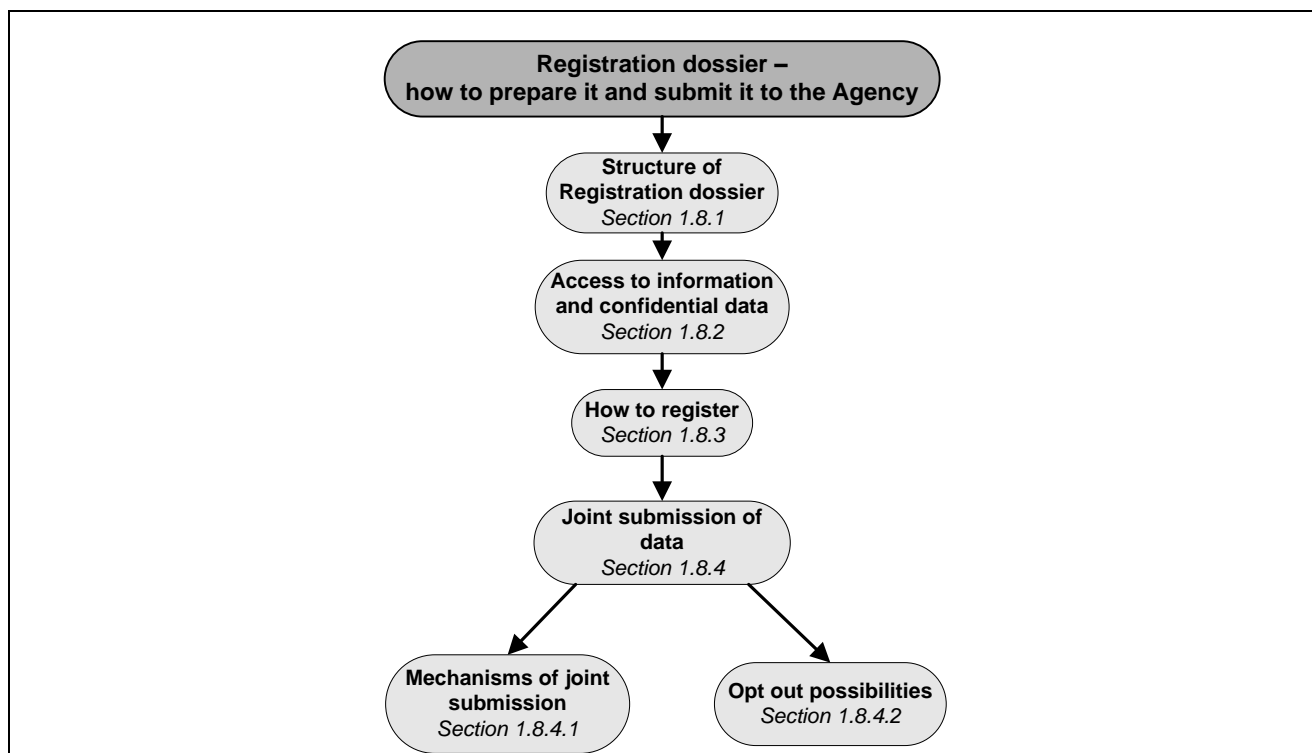 Registration dossier –
how to prepare it and submit it to the Agency
Structure of
Registration dossier
Section 1.8.1
Access to information
and confidential data
Section 1.8.2
How to register
Section 1.8.3
Joint submission of
data
Section 1.8.4
Mechanisms of joint
submission
Section 1.8.4.1
Opt out possibilities
Section 1.8.4.2